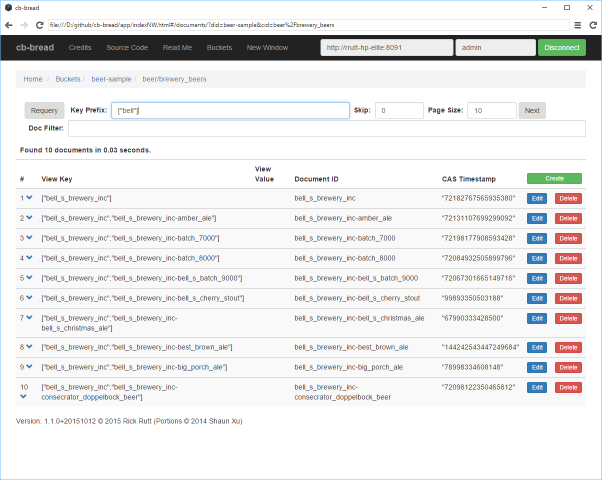 cb-bread
file:///D:/github/cb-bread/app/indexNW.html#/documents/?did=beer-sample&cid=beer%2Fbrewery_beers
cb-bread Credits Source Code Read Me Buckets New Window http://rrutt-hp-elite:8091 admin Disconnect
Home / Buckets / beer-sample / beer/brewery_beers
Requery Key Prefix: ["bell"] Skip: 0 Page Size: 10 Next
Doc Filter:
Found 10 documents in 0.03 seconds.
# View Key View Value Document ID CAS Timestamp Create
1 ["bell_s_brewery_inc"] bell_s_brewery_inc "72182767565935380" Edit Delete
2 ["bell_s_brewery_inc","bell_s_brewery_inc-amber_ale"] bell_s_brewery_inc-amber_ale "72131107699299092" Edit Delete
3 ["bell_s_brewery_inc","bell_s_brewery_inc-batch_7000"] bell_s_brewery_inc-batch_7000 "72198177908593428" Edit Delete
4 ["bell_s_brewery_inc","bell_s_brewery_inc-batch_8000"] bell_s_brewery_inc-batch_8000 "72084932505899796" Edit Delete
5 ["bell_s_brewery_inc","bell_s_brewery_inc-bell_s_batch_9000"] bell_s_brewery_inc-bell_s_batch_9000 "72067301665149716" Edit Delete
6 ["bell_s_brewery_inc","bell_s_brewery_inc-bell_s_cherry_stout"] bell_s_brewery_inc-bell_s_cherry_stout "99893350503188" Edit Delete
7 ["bell_s_brewery_inc","bell_s_brewery_inc- bell_s_brewery_inc-bell_s_christmas_ale "67990333428500" Edit Delete
bell_s_christmas_ale"]
8 ["bell_s_brewery_inc","bell_s_brewery_inc-best_brown_ale"] bell_s_brewery_inc-best_brown_ale "144242543447249684" Edit Delete
9 ["bell_s_brewery_inc","bell_s_brewery_inc-big_porch_ale"] bell_s_brewery_inc-big_porch_ale "78998334608148" Edit Delete
10 ["bell_s_brewery_inc","bell_s_brewery_inc- bell_s_brewery_inc- "72098122350465812" Edit Delete
consecrator_doppelbock_beer"] consecrator_doppelbock_beer
Version: 1.1.0+20151012 © 2015 Rick Rutt (Portions © 2014 Shaun Xu)